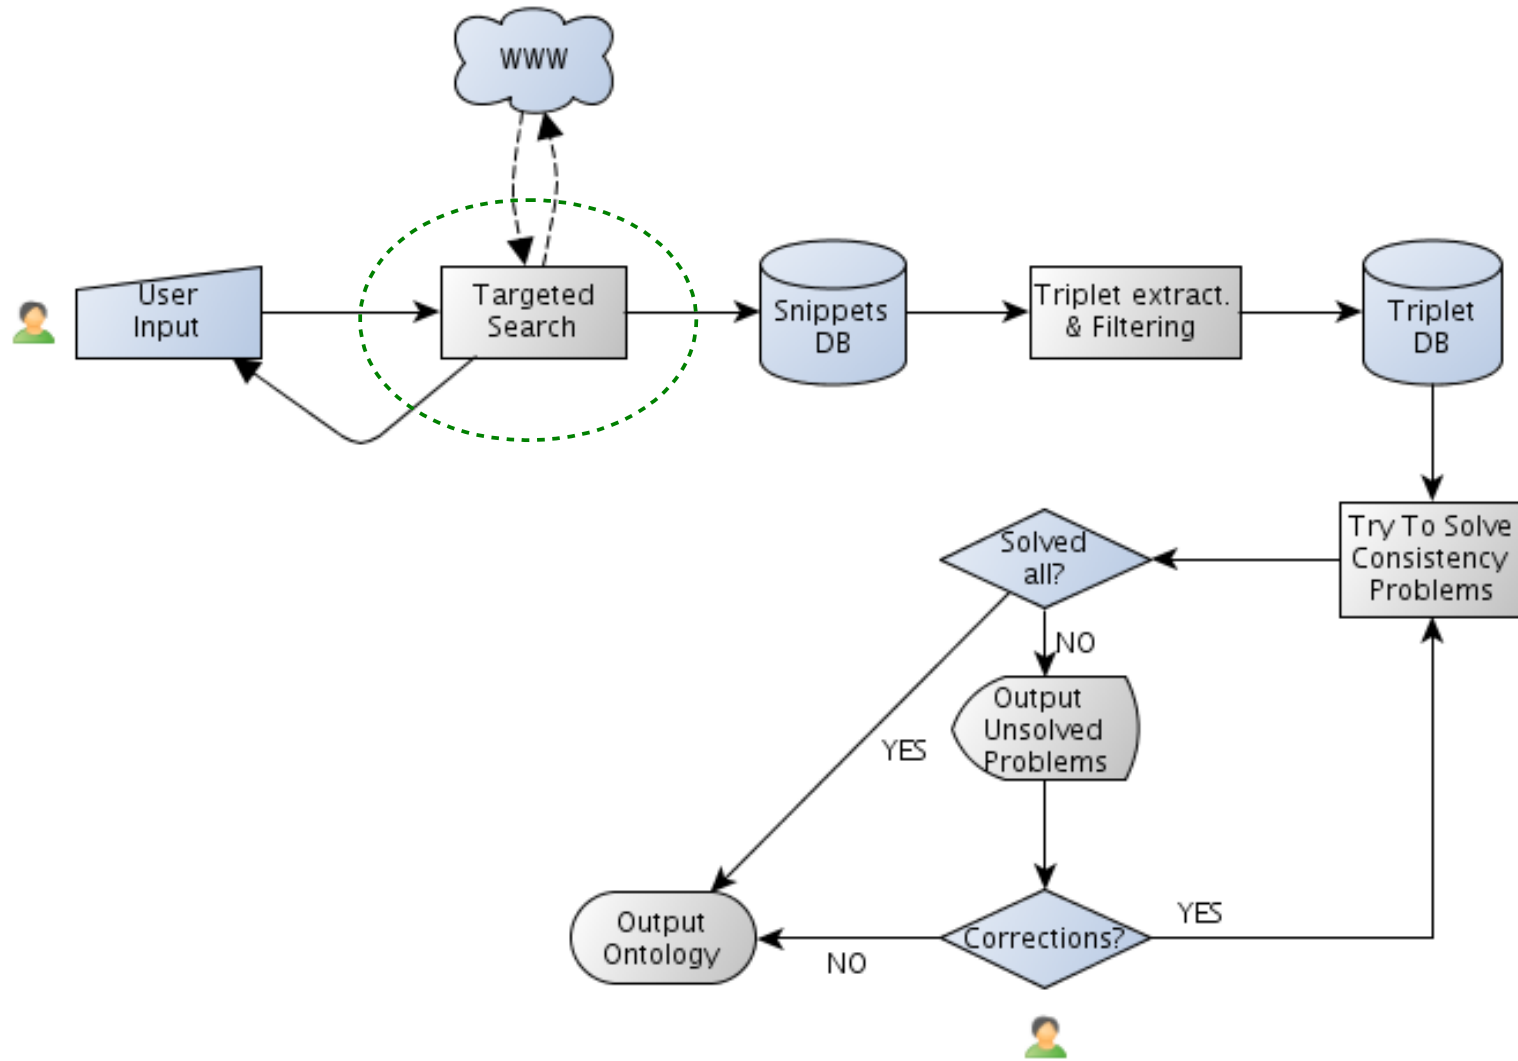 WWW
User
Input
Targeted
Search
Snippets
DB
Triplet extract.
& Filtering
Triplet
DB
Try To Solve
Consistency
Problems
Solved
all?
NO
Output
Unsolved
Problems
YES
Corrections?
YES
NO
Output
Ontology